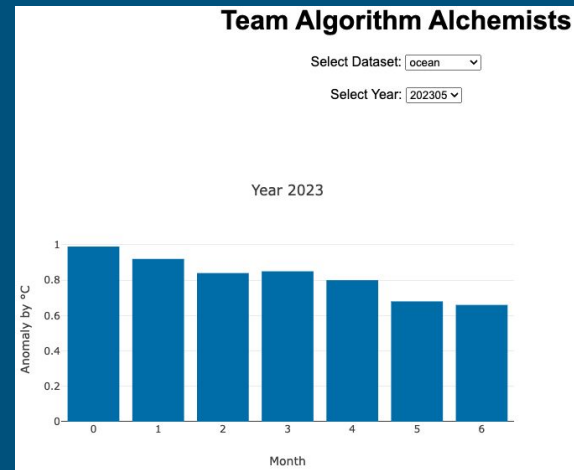 Team Algorithm Alchemists
Select Dataset: ocean
Select Year: 202305
Year 2023
1
0.8
0.6
0.4
0.2
0
Anomaly by °C
0 1 2 3 4 5 6
Month